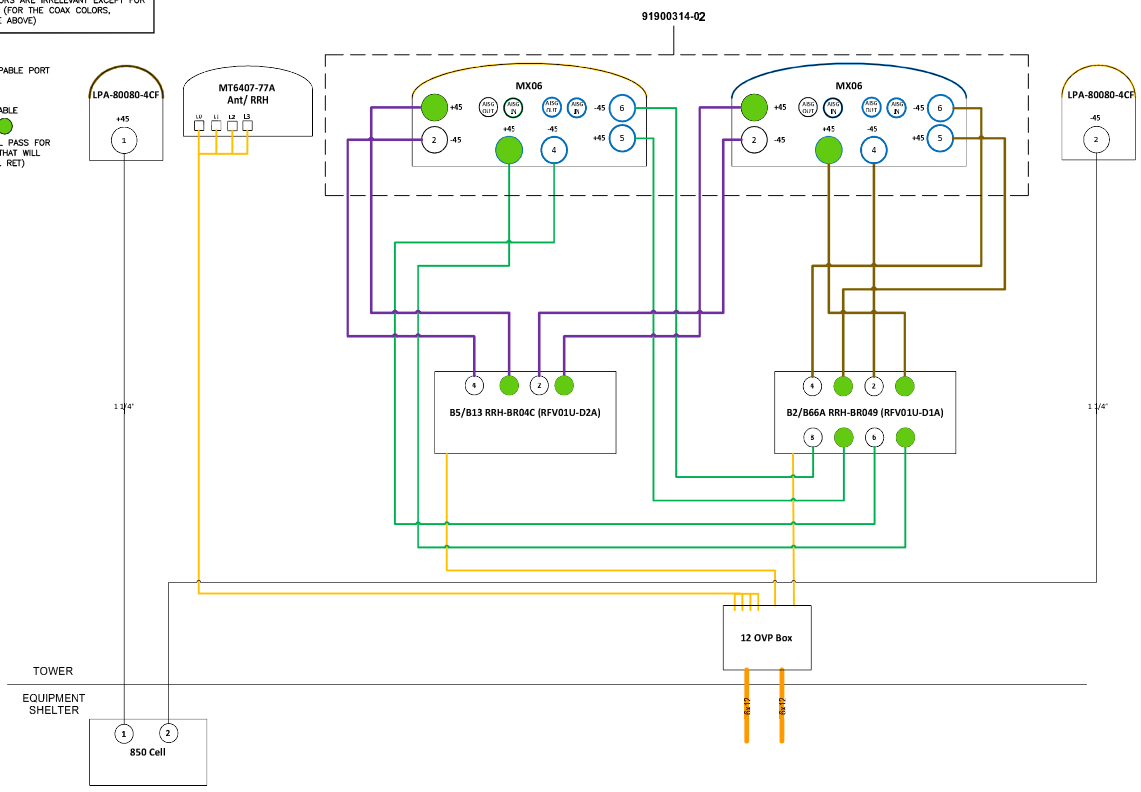 ORS ARE IRRELEVANT EXCEPT FOR
(FOR THE COAX COLORS,
E ABOVE)
91900314-02
PABLE PORT
ABLE
L PASS FOR
THAT WILL
L RET)
LPA-80080-4CF
+45
1
MT6407-77A
Ant/ RRH
L0 L1 L2 L3
MX06
+45 AISG OUT AISG IN AISG OUT AISG IN -45 6
2 -45 +45 -45 4 +45 5
MX06
+45 AISG OUT AISG IN AISG OUT AISG IN -45 6
2 -45 +45 -45 4 +45 5
LPA-80080-4CF
-45
2
4 2
B5/B13 RRH-BR04C (RFV01U-D2A)
4 2
B2/B66A RRH-BR049 (RFV01U-D1A)
8 6
1 1/4"
1 1/4"
12 OVP Box
TOWER
EQUIPMENT
SHELTER
6x12 6x12
1 2
850 Cell